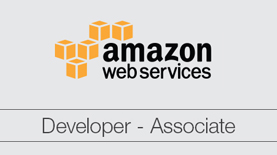 amazon
web services
Developer - Associate